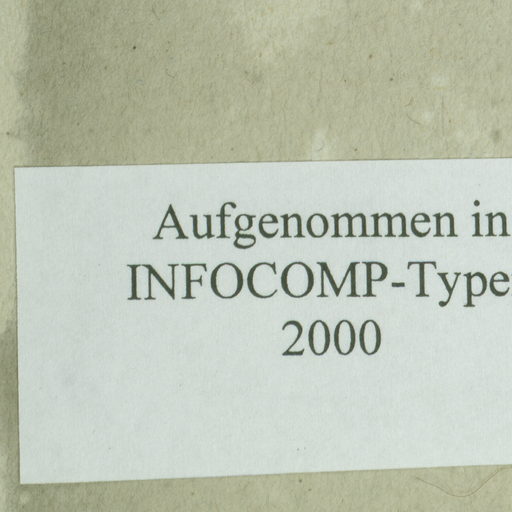 Aufgenommen in
INFOCOMP-Type
2000